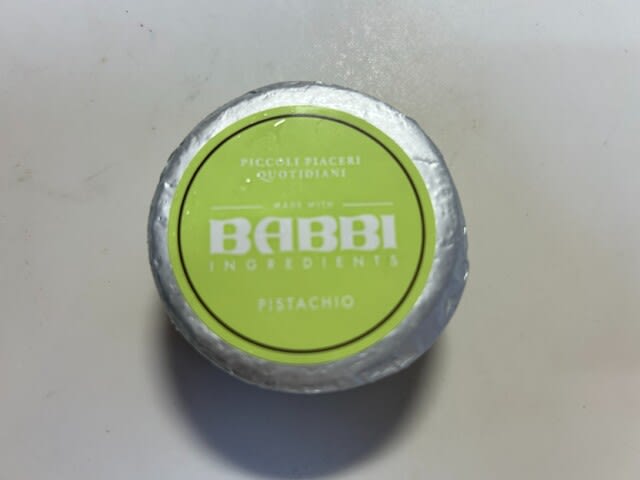 PICCOLI PIACERI
QUOTIDIANI
MADE WITH
BABBI
INGREDIENTS
PISTACHIO